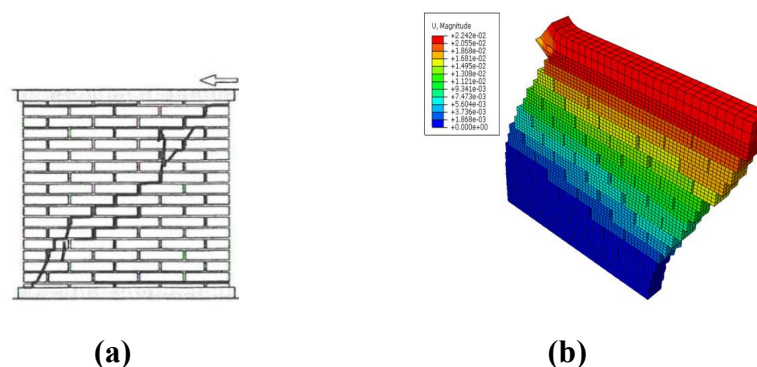 U, Magnitude
+2.242e-02
+2.055e-02
+1.868e-02
+1.681e-02
+1.495e-02
+1.308e-02
+1.121e-02
+9.341e-03
+7.473e-03
+5.604e-03
+3.736e-03
+1.868e-03
+0.000e+00
(a)
(b)